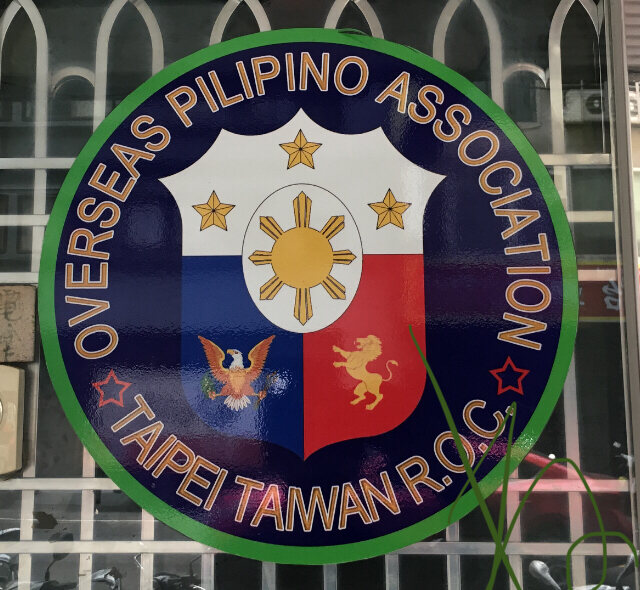 OVERSEAS PILIPINO ASSOCIATION
TAIPEI TAIWAN R.O.C.